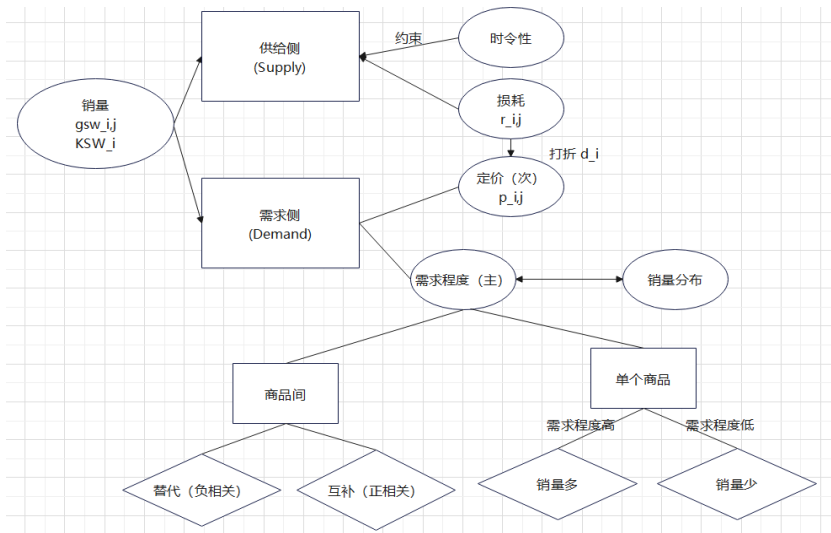 供给侧
(Supply)
约束
时令性
销量
gsw_i,j
KSW_i
损耗
r_i,j
打折 d_i
定价（次）
p_i,j
需求侧
(Demand)
需求程度（主）
销量分布
商品间
单个商品
需求程度高
需求程度低
替代（负相关）
互补（正相关）
销量多
销量少